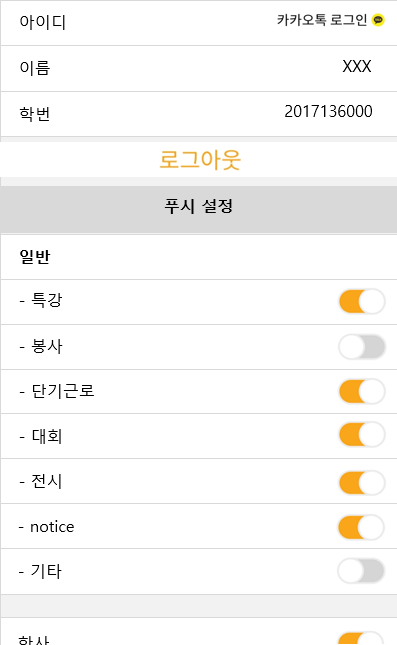 아이디 카카오톡 로그인
이름 XXX
학번 2017136000
로그아웃
푸시 설정
일반
- 특강
- 봉사
- 단기근로
- 대회
- 전시
- notice
- 기타
학사